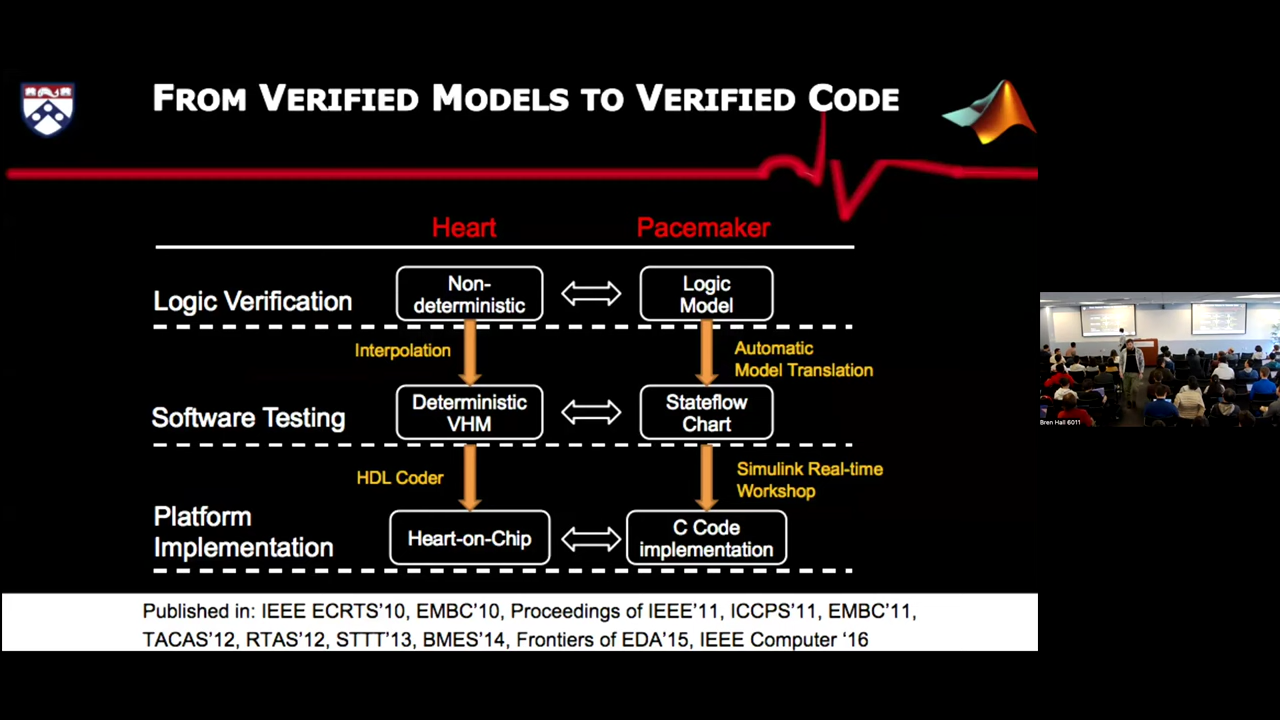 FROM VERIFIED MODELS TO VERIFIED CODE
Heart
Pacemaker
Logic Verification
Non-
deterministic
Logic
Model
Interpolation
Automatic
Model Translation
Software Testing
Deterministic
VHM
Stateflow
Chart
HDL Coder
Simulink Real-time
Workshop
Platform
Implementation
Heart-on-Chip
C Code
implementation
Published in: IEEE ECRTS'10, EMBC'10, Proceedings of IEEE'11, ICCPS'11, EMBC'11,
TACAS'12, RTAS'12, STTT'13, BMES'14, Frontiers of EDA'15, IEEE Computer ‘16
Bren Hall 6011